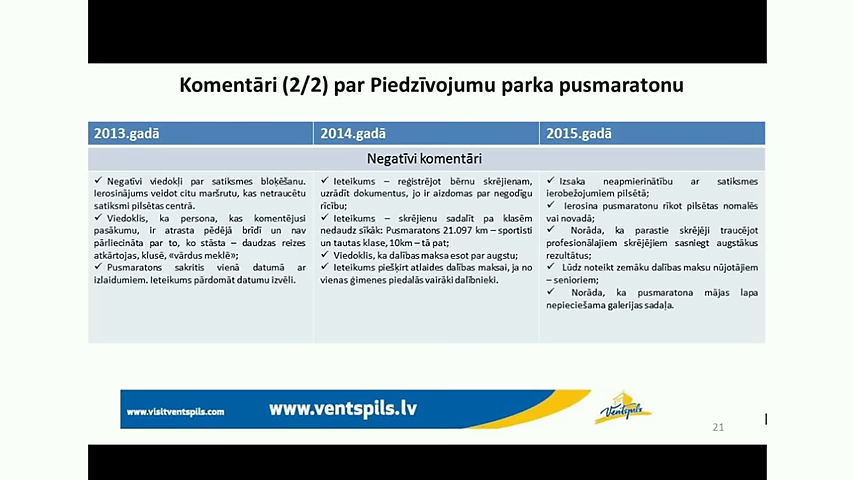 Komentāri (2/2) par Piedzīvojumu parka pusmaratonu
2013.gadā
2014.gadā
2015.gadā
Negatīvi komentāri
✓ Negatīvi viedokļi par satiksmes bloķēšanu.
Ierosinājums veidot citu maršrutu, kas netraucētu
satiksmi pilsētas centrā.
✓ Viedoklis, ka persona, kas komentējusi
pasākumu, ir atrasta pēdējā brīdī un nav
pārliecināta par to, ko stāsta – daudzas reizes
atkārtojas, klusē, «vārdus meklē»;
✓ Pusmaratons sakritis vienā datumā ar
izlaidumiem. Ieteikums pārdomāt datumu izvēli.
✓ Ieteikums – reģistrējot bērnu skrējienam,
uzrādīt dokumentus, jo ir aizdomas par negodīgu
rīcību;
✓ Ieteikums – skrējienu sadalīt pa klasēm
nedaudz sīkāk: Pusmaratons 21.097 km – sportisti
un tautas klase, 10km – tā pat;
✓ Viedoklis, ka dalības maksa esot par augstu;
✓ Ieteikums piešķirt atlaides dalības maksai, ja no
vienas ģimenes piedalās vairāki dalībnieki.
✓ Izsaka neapmierinātību ar satiksmes
ierobežojumiem pilsētā;
✓ Ierosina pusmaratonu rīkot pilsētas nomalēs
vai novadā;
✓ Norāda, ka parastie skrējēji traucējot
profesionālajiem skrējējiem sasniegt augstākus
rezultātus;
✓ Lūdz noteikt zemāku dalības maksu nūjotājiem
– senioriem;
✓ Norāda, ka pusmaratona mājas lapa
nepieciešama galerijas sadaļa.
www.visitventspils.com
www.ventspils.lv
Ventspils
21